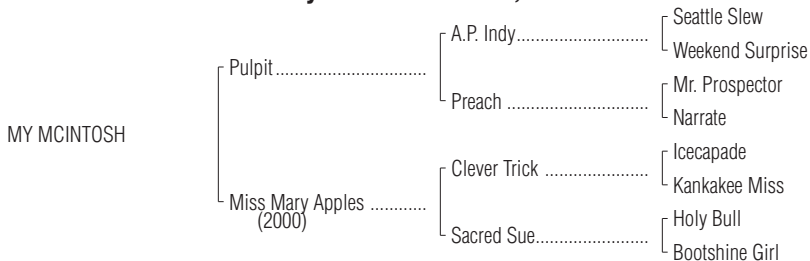 Seattle Slew
A.P. Indy
Weekend Surprise
Pulpit
Mr. Prospector
Preach
Narrate
MY MCINTOSH
Icecapade
Clever Trick
Kankakee Miss
Miss Mary Apples
(2000)
Holy Bull
Sacred Sue
Bootshine Girl